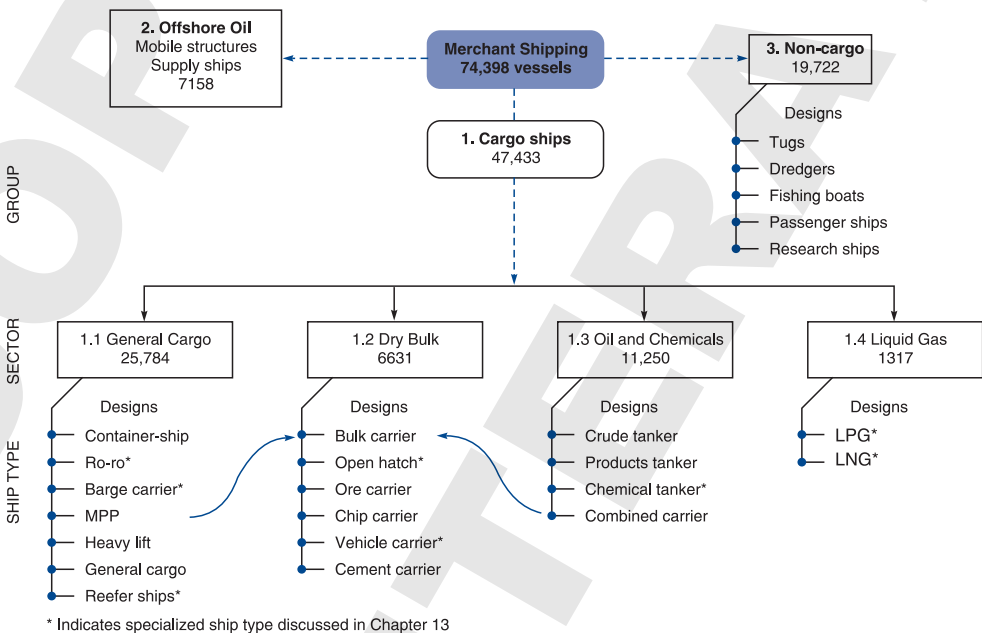 2. Offshore Oil
Mobile structures
Supply ships
7158
Merchant Shipping
74,398 vessels
3. Non-cargo
19,722
1. Cargo ships
47,433
Designs
Tugs
Dredgers
Fishing boats
Passenger ships
Research ships
GROUP
SECTOR
1.1 General Cargo
25,784
1.2 Dry Bulk
6631
1.3 Oil and Chemicals
11,250
1.4 Liquid Gas
1317
SHIP TYPE
Designs
Container-ship
Ro-ro*
Barge carrier*
MPP
Heavy lift
General cargo
Reefer ships*
Designs
Bulk carrier
Open hatch*
Ore carrier
Chip carrier
Vehicle carrier*
Cement carrier
Designs
Crude tanker
Products tanker
Chemical tanker*
Combined carrier
Designs
LPG*
LNG*
* Indicates specialized ship type discussed in Chapter 13